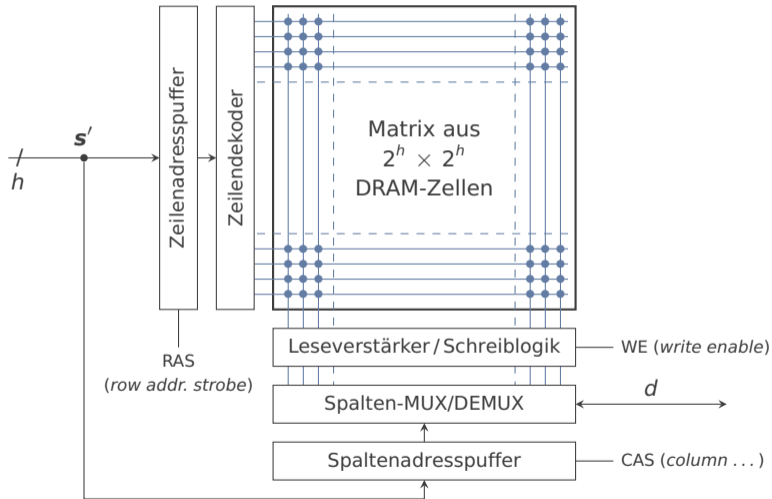 s′
h
Zeilenadresspuffer
Zeilendekoder
Matrix aus
2^h × 2^h
DRAM-Zellen
RAS
(row addr. strobe)
Leseverstärker / Schreiblogik
WE (write enable)
Spalten-MUX/DEMUX
d
Spaltenadresspuffer
CAS (column ...)